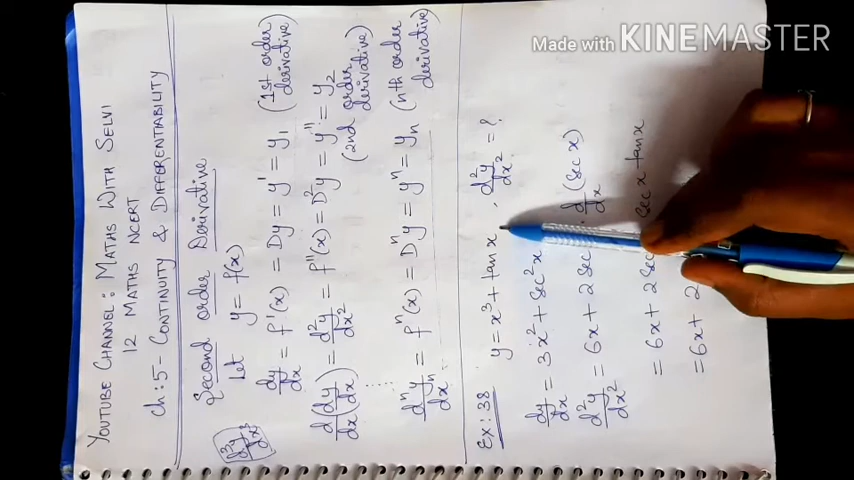 YOUTUBE CHANNEL: MATHS WITH SELVI
12 MATHS NCERT
Ch: 5 - CONTINUITY & DIFFERENTIABILITY
Second order Derivative
Let y = f(x)
dy/dx = f'(x) = Dy = y' = y₁ (1st order derivative)
d/dx (dy/dx) = d²y/dx² = f''(x) = D²y = y'' = y₂ (2nd order derivative)
d³y/dx³
......
dⁿy/dxⁿ = fⁿ(x) = Dⁿy = yⁿ = yₙ (nth order derivative)
Ex: 38 y = x³ + tan x, d²y/dx² = ?
dy/dx = 3x² + sec²x
d²y/dx² = 6x + 2 sec . d/dx (sec x)
= 6x + 2 sec sec x tan x
= 6x + 2
Made with KINEMASTER